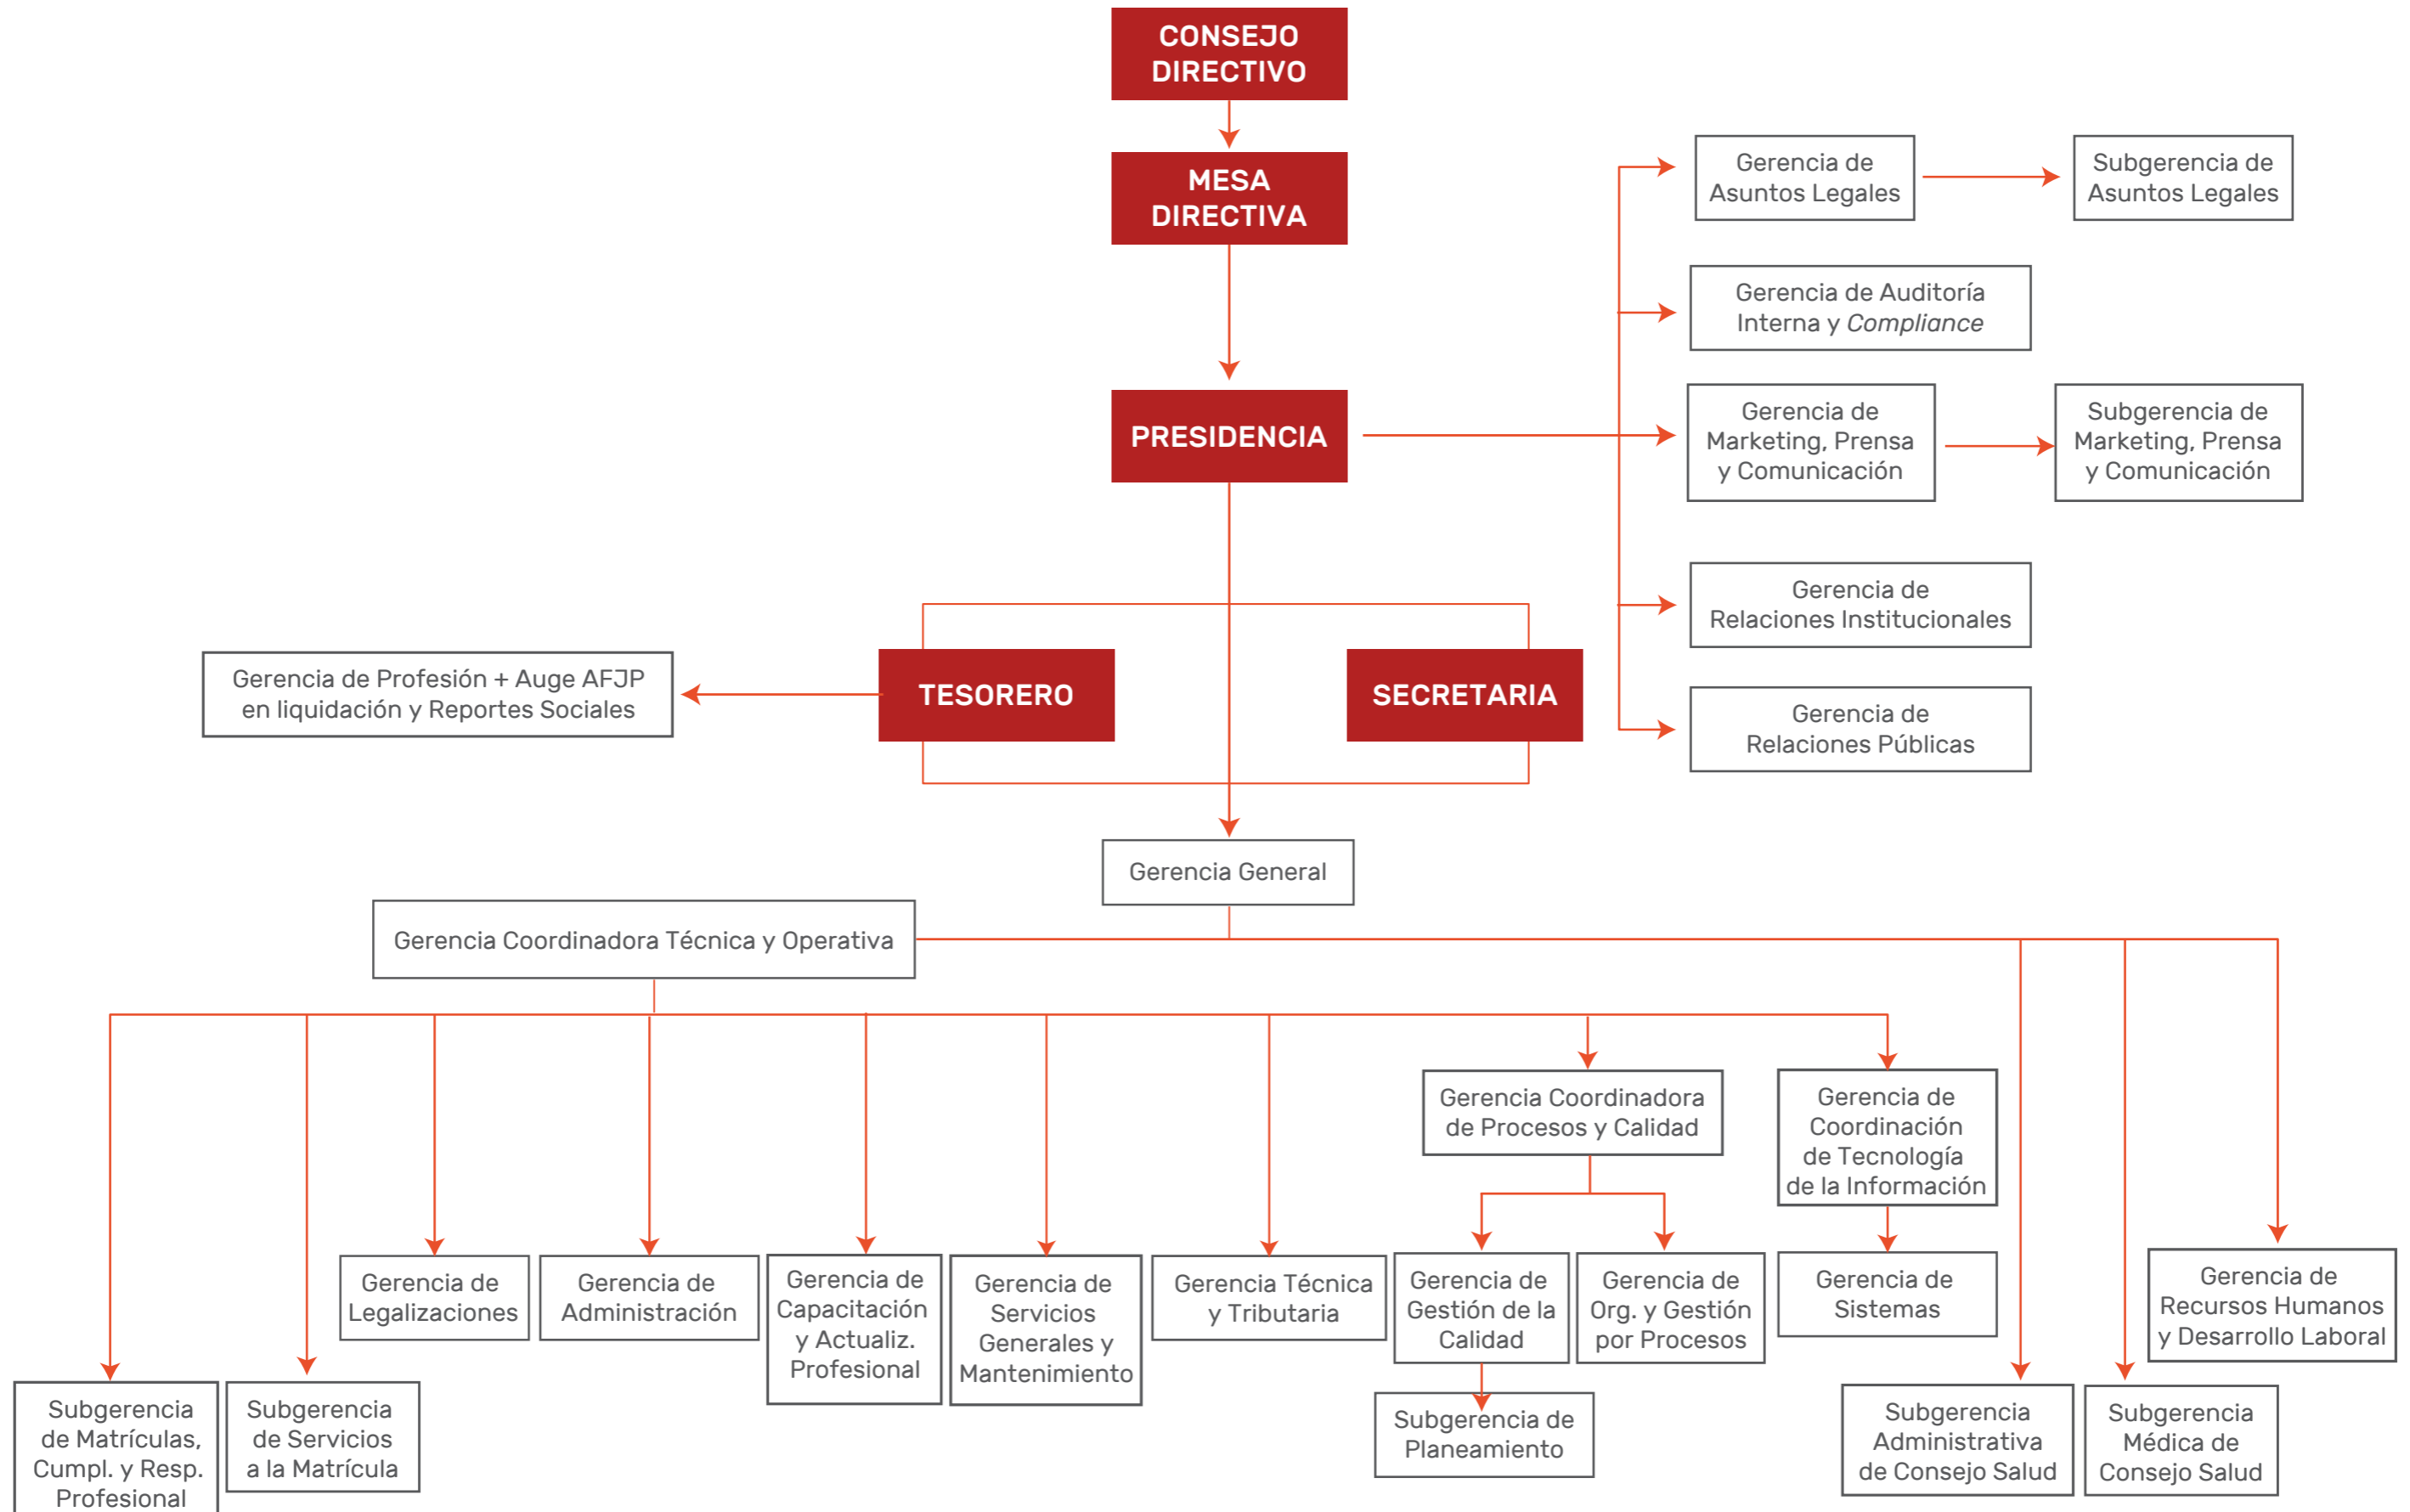 CONSEJO
DIRECTIVO
MESA
DIRECTIVA
PRESIDENCIA
Gerencia de
Asuntos Legales
Subgerencia de
Asuntos Legales
Gerencia de Auditoría
Interna y Compliance
Gerencia de
Marketing, Prensa
y Comunicación
Subgerencia de
Marketing, Prensa
y Comunicación
Gerencia de
Relaciones Institucionales
Gerencia de
Relaciones Públicas
Gerencia de Profesión + Auge AFJP
en liquidación y Reportes Sociales
TESORERO
SECRETARIA
Gerencia General
Gerencia Coordinadora Técnica y Operativa
Gerencia Coordinadora
de Procesos y Calidad
Gerencia de
Coordinación
de Tecnología
de la Información
Gerencia de
Legalizaciones
Gerencia de
Administración
Gerencia de
Capacitación
y Actualiz.
Profesional
Gerencia de
Servicios
Generales y
Mantenimiento
Gerencia Técnica
y Tributaria
Gerencia de
Gestión de la
Calidad
Gerencia de
Org. y Gestión
por Procesos
Gerencia de
Sistemas
Gerencia de
Recursos Humanos
y Desarrollo Laboral
Subgerencia
de Matrículas,
Cumpl. y Resp.
Profesional
Subgerencia
de Servicios
a la Matrícula
Subgerencia de
Planeamiento
Subgerencia
Administrativa
de Consejo Salud
Subgerencia
Médica de
Consejo Salud